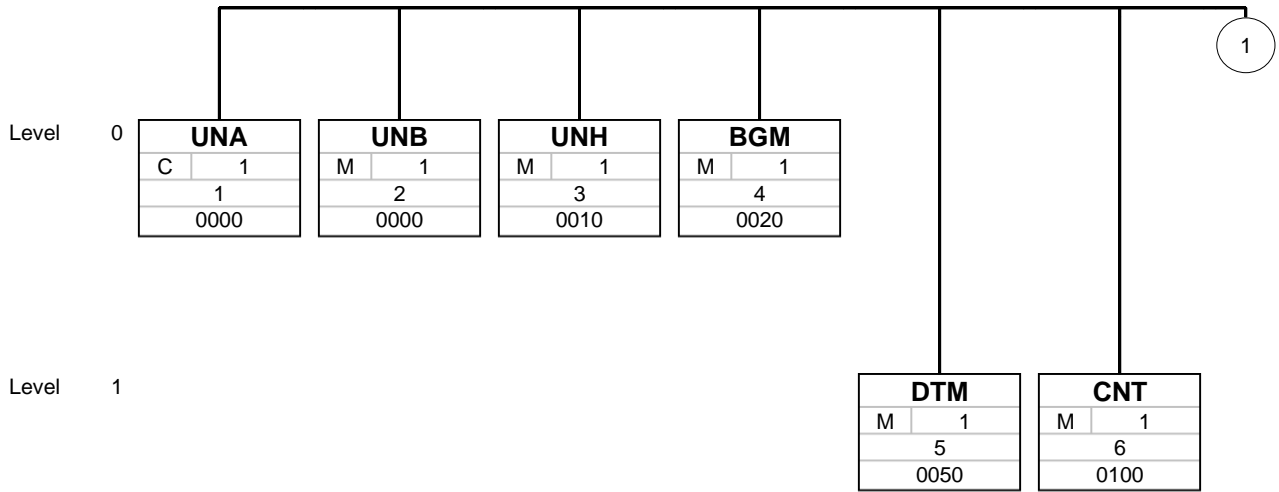 1
Level 0
UNA UNB UNH BGM
C 1 M 1 M 1 M 1
1 2 3 4
0000 0000 0010 0020
Level 1
DTM CNT
M 1 M 1
5 6
0050 0100